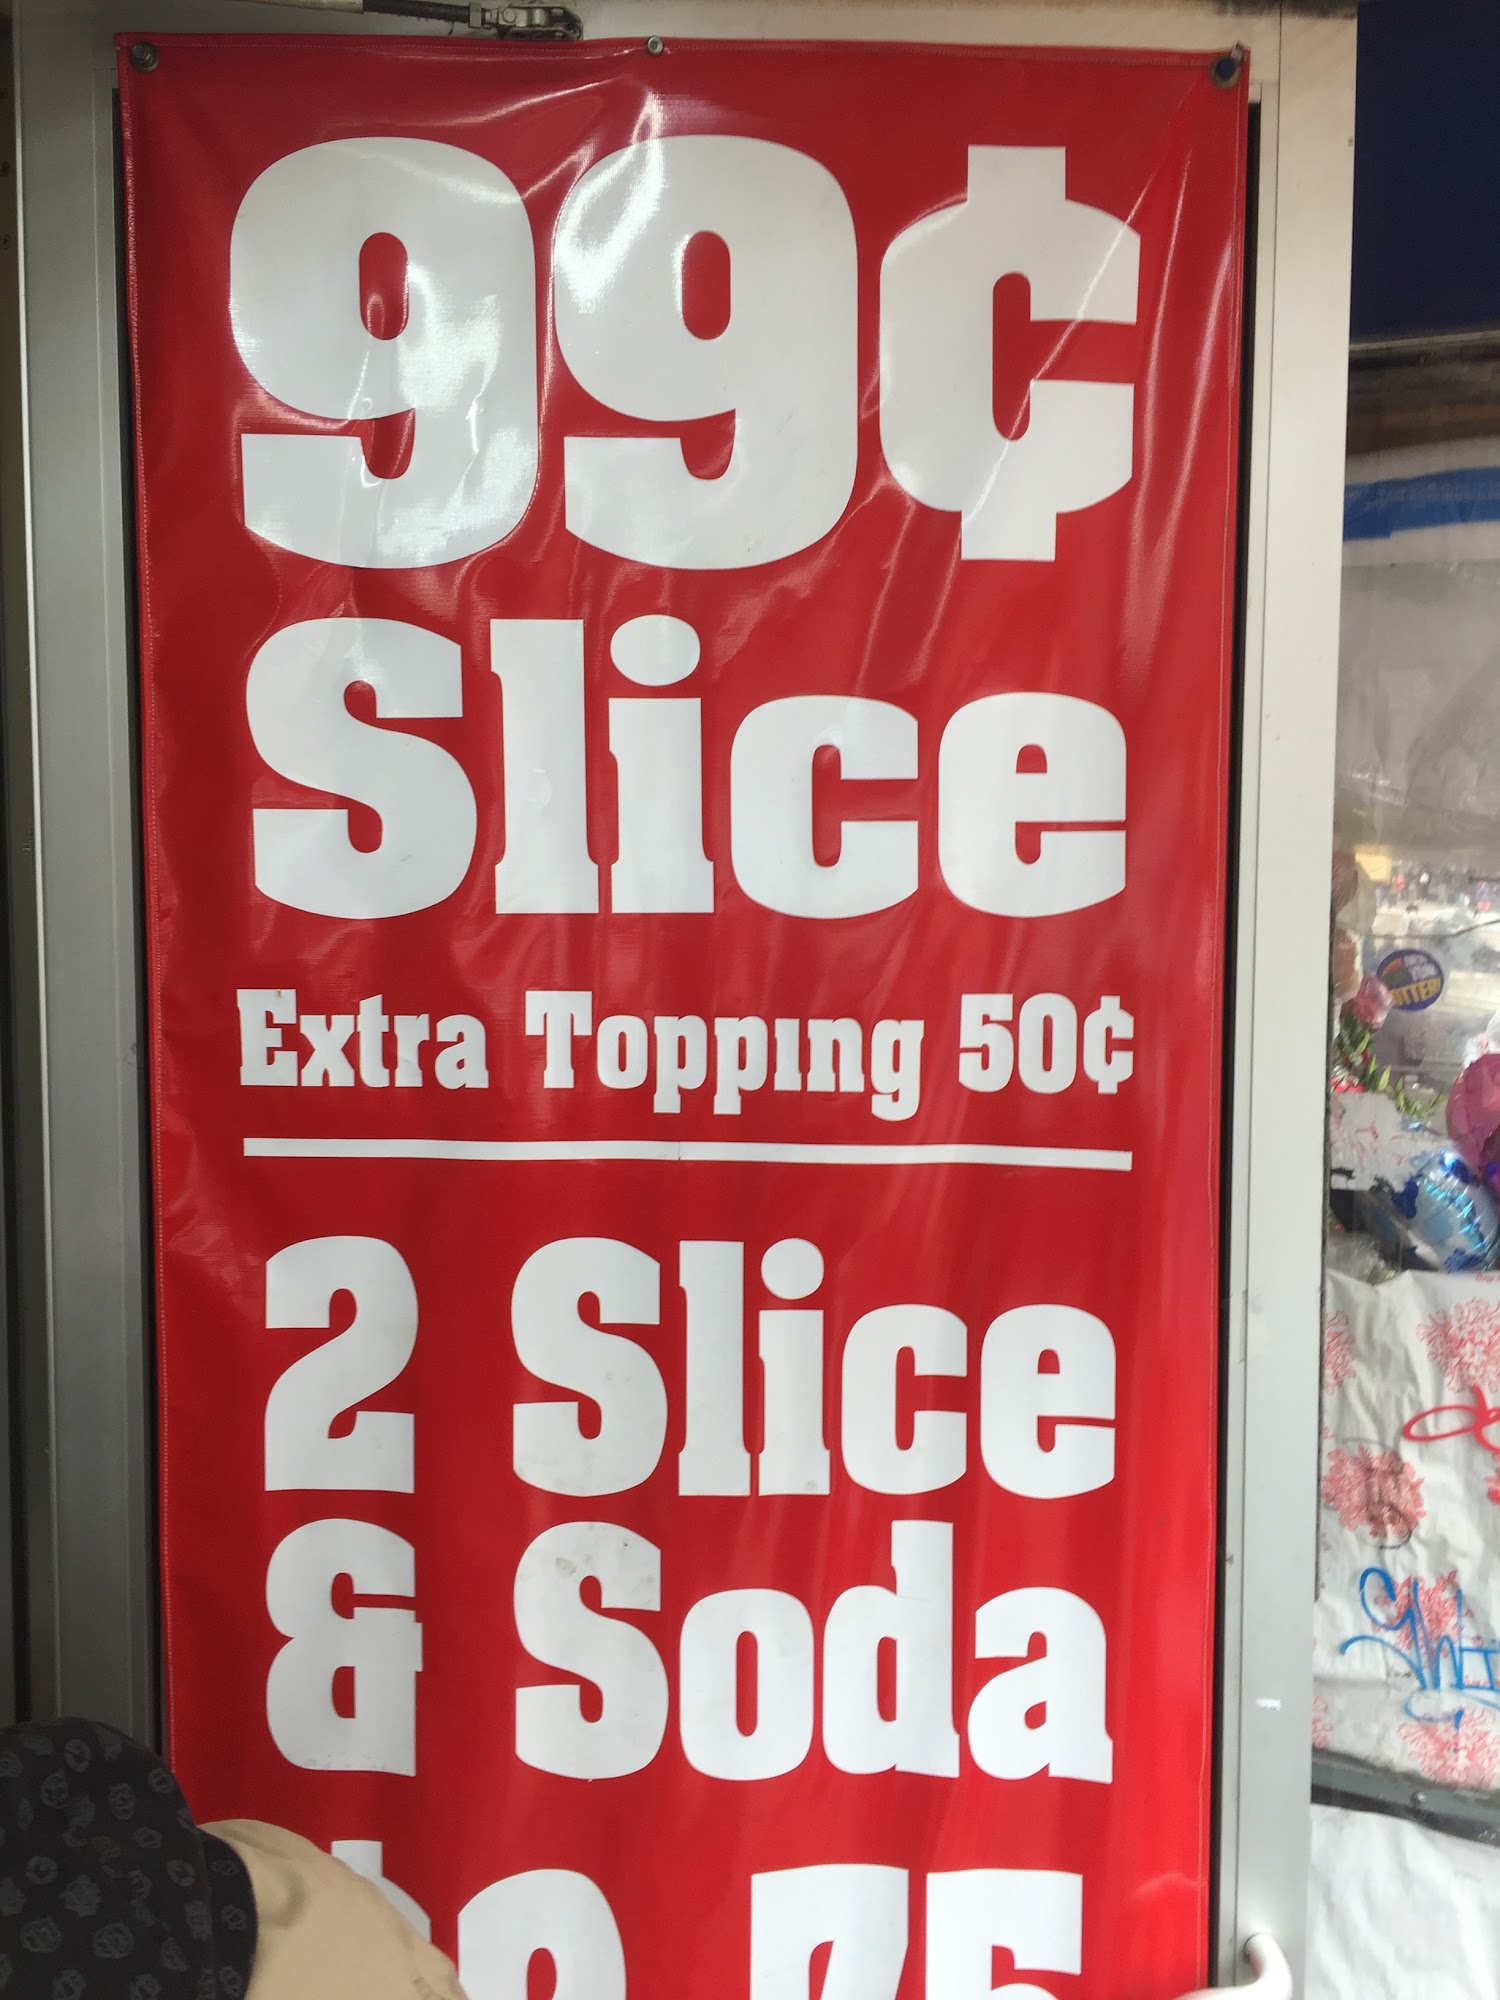 99¢
Slice
Extra Topping 50¢
2 Slice
& Soda